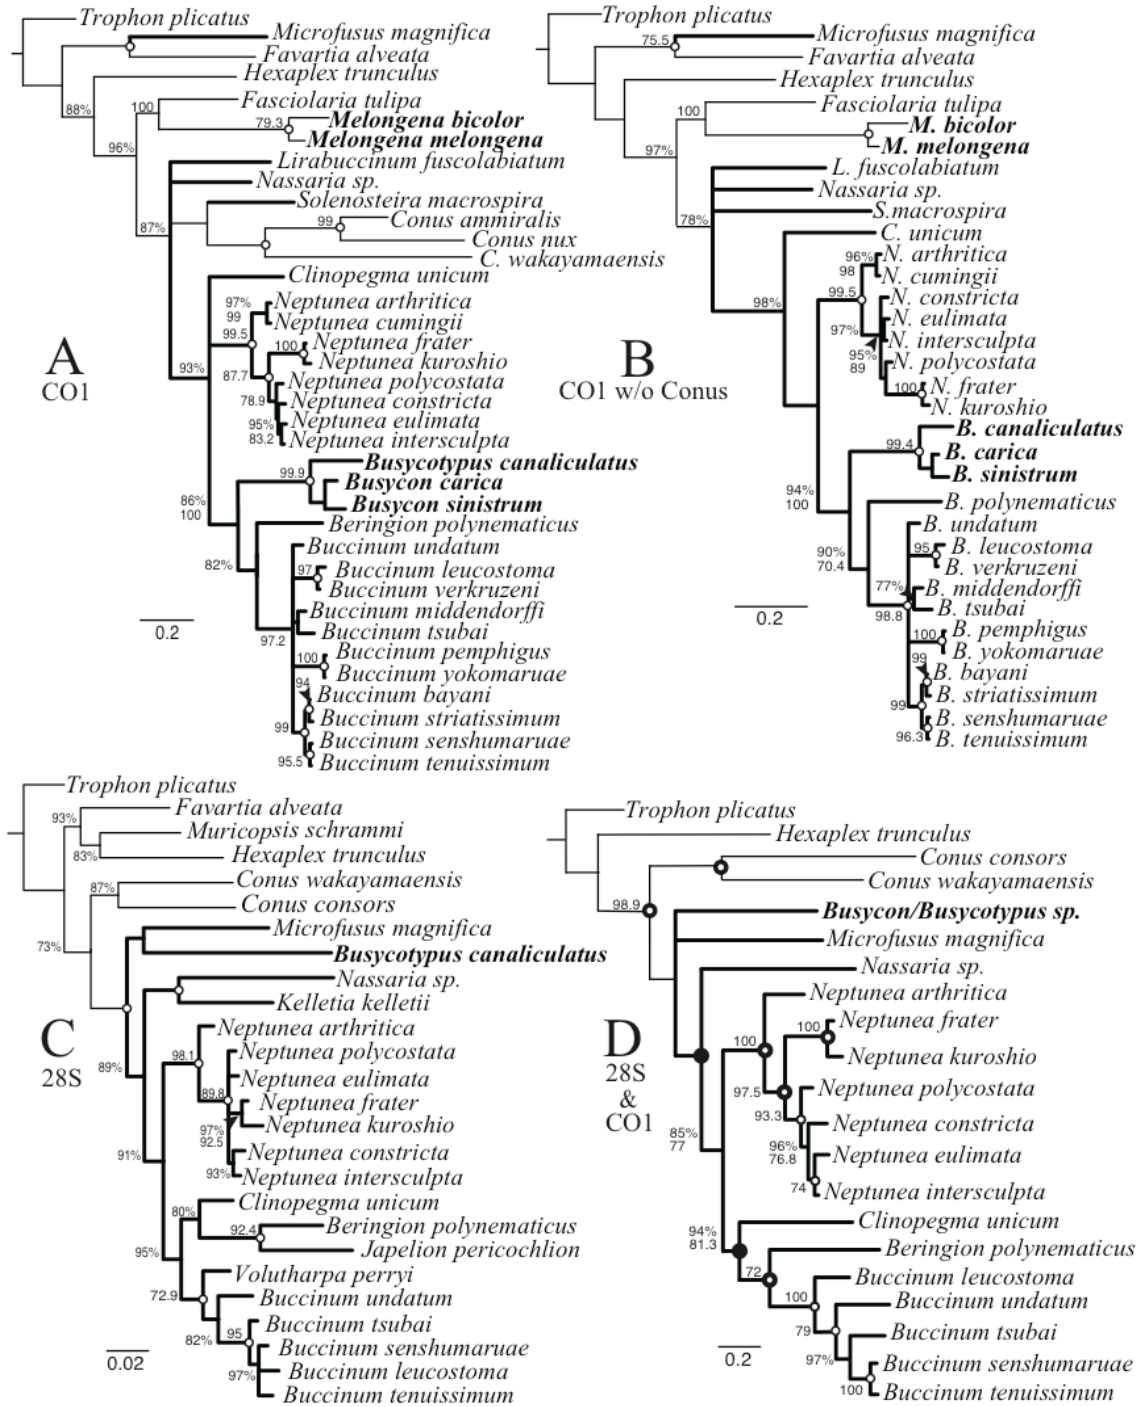 Trophon plicatus
Microfusus magnifica
Favartia alveata
Hexaplex trunculus
88%
Fasciolaria tulipa
100
79.3
Melongena bicolor
Melongena melongena
96%
Lirabuccinum fuscolabiatum
Nassaria sp.
Solenosteira macrospira
87%
99
Conus ammiralis
Conus nux
C. wakayamaensis
Clinopegma unicum
97%
99
Neptunea arthritica
Neptunea cumingii
99.5
100
Neptunea frater
Neptunea kuroshio
A
CO1
93%
87.7
Neptunea polycostata
78.9
Neptunea constricta
95%
83.2
Neptunea eulimata
Neptunea intersculpta
99.9
Busycotypus canaliculatus
Busycon carica
Busycon sinistrum
86%
100
Beringion polynematicus
Buccinum undatum
82%
97
Buccinum leucostoma
Buccinum verkruzeni
Buccinum middendorffi
Buccinum tsubai
97.2
0.2
100
Buccinum pemphigus
Buccinum yokomaruae
94
Buccinum bayani
Buccinum striatissimum
99
Buccinum senshumaruae
95.5
Buccinum tenuissimum
Trophon plicatus
75.5
Microfusus magnifica
Favartia alveata
Hexaplex trunculus
100
Fasciolaria tulipa
M. bicolor
M. melongena
97%
L. fuscolabiatum
Nassaria sp.
S.macrospira
78%
C. unicum
96%
98
N. arthritica
N. cumingii
99.5
N. constricta
98%
N. eulimata
97%
N. intersculpta
95%
89
N. polycostata
100
N. frater
N. kuroshio
B
CO1 w/o Conus
B. canaliculatus
99.4
B. carica
B. sinistrum
94%
100
B. polynematicus
B. undatum
95
B. leucostoma
B. verkruzeni
90%
70.4
77%
B. middendorffi
B. tsubai
98.8
0.2
100
B. pemphigus
B. yokomaruae
99
B. bayani
B. striatissimum
99
B. senshumaruae
96.3
B. tenuissimum
Trophon plicatus
Favartia alveata
93%
Muricopsis schrammi
83%
Hexaplex trunculus
87%
Conus wakayamaensis
Conus consors
73%
Microfusus magnifica
Busycotypus canaliculatus
Nassaria sp.
Kelletia kelletii
C
28S
89%
Neptunea arthritica
98.1
Neptunea polycostata
Neptunea eulimata
89.8
Neptunea frater
97%
92.5
Neptunea kuroshio
Neptunea constricta
93%
Neptunea intersculpta
91%
80%
Clinopegma unicum
92.4
Beringion polynematicus
Japelion pericochlion
95%
Volutharpa perryi
72.9
Buccinum undatum
82%
95
Buccinum tsubai
Buccinum senshumaruae
97%
Buccinum leucostoma
Buccinum tenuissimum
0.02
Trophon plicatus
Hexaplex trunculus
Conus consors
Conus wakayamaensis
98.9
Busycon/Busycotypus sp.
Microfusus magnifica
Nassaria sp.
Neptunea arthritica
100
100
Neptunea frater
Neptunea kuroshio
D
28S
&
CO1
97.5
Neptunea polycostata
93.3
Neptunea constricta
85%
77
96%
76.8
Neptunea eulimata
74
Neptunea intersculpta
Clinopegma unicum
94%
81.3
Beringion polynematicus
72
Buccinum leucostoma
100
Buccinum undatum
79
Buccinum tsubai
97%
Buccinum senshumaruae
100
Buccinum tenuissimum
0.2